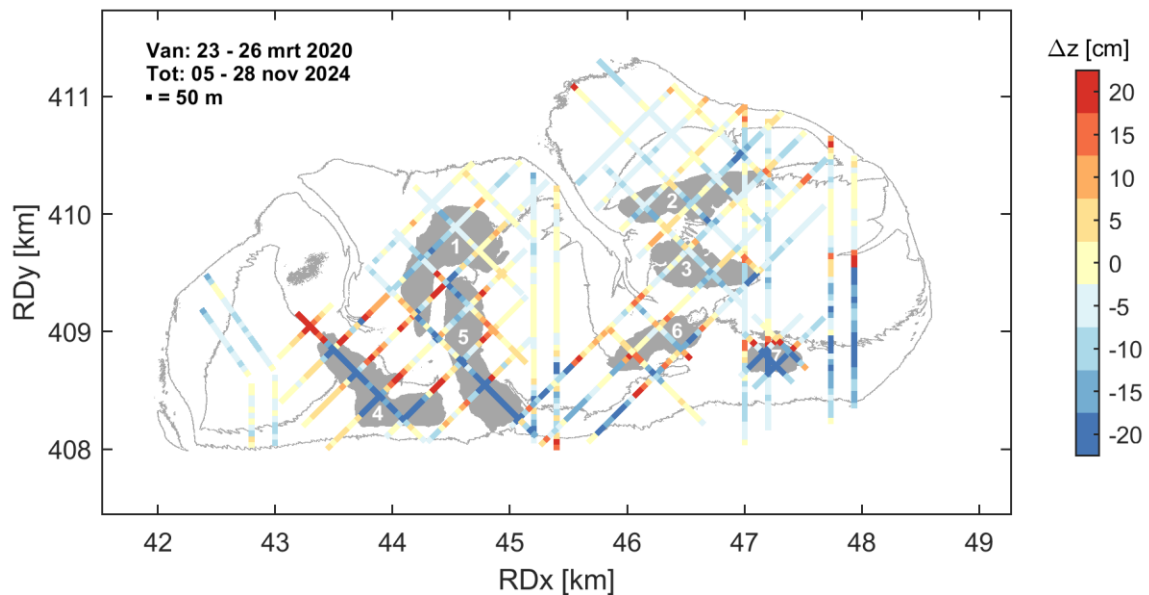 Van: 23 - 26 mrt 2020
Tot: 05 - 28 nov 2024
= 50 m
Δz [cm]
20
15
10
5
0
-5
-10
-15
-20
411
410
409
408
RDy [km]
1
2
3
4
5
6
7
42 43 44 45 46 47 48 49
RDx [km]